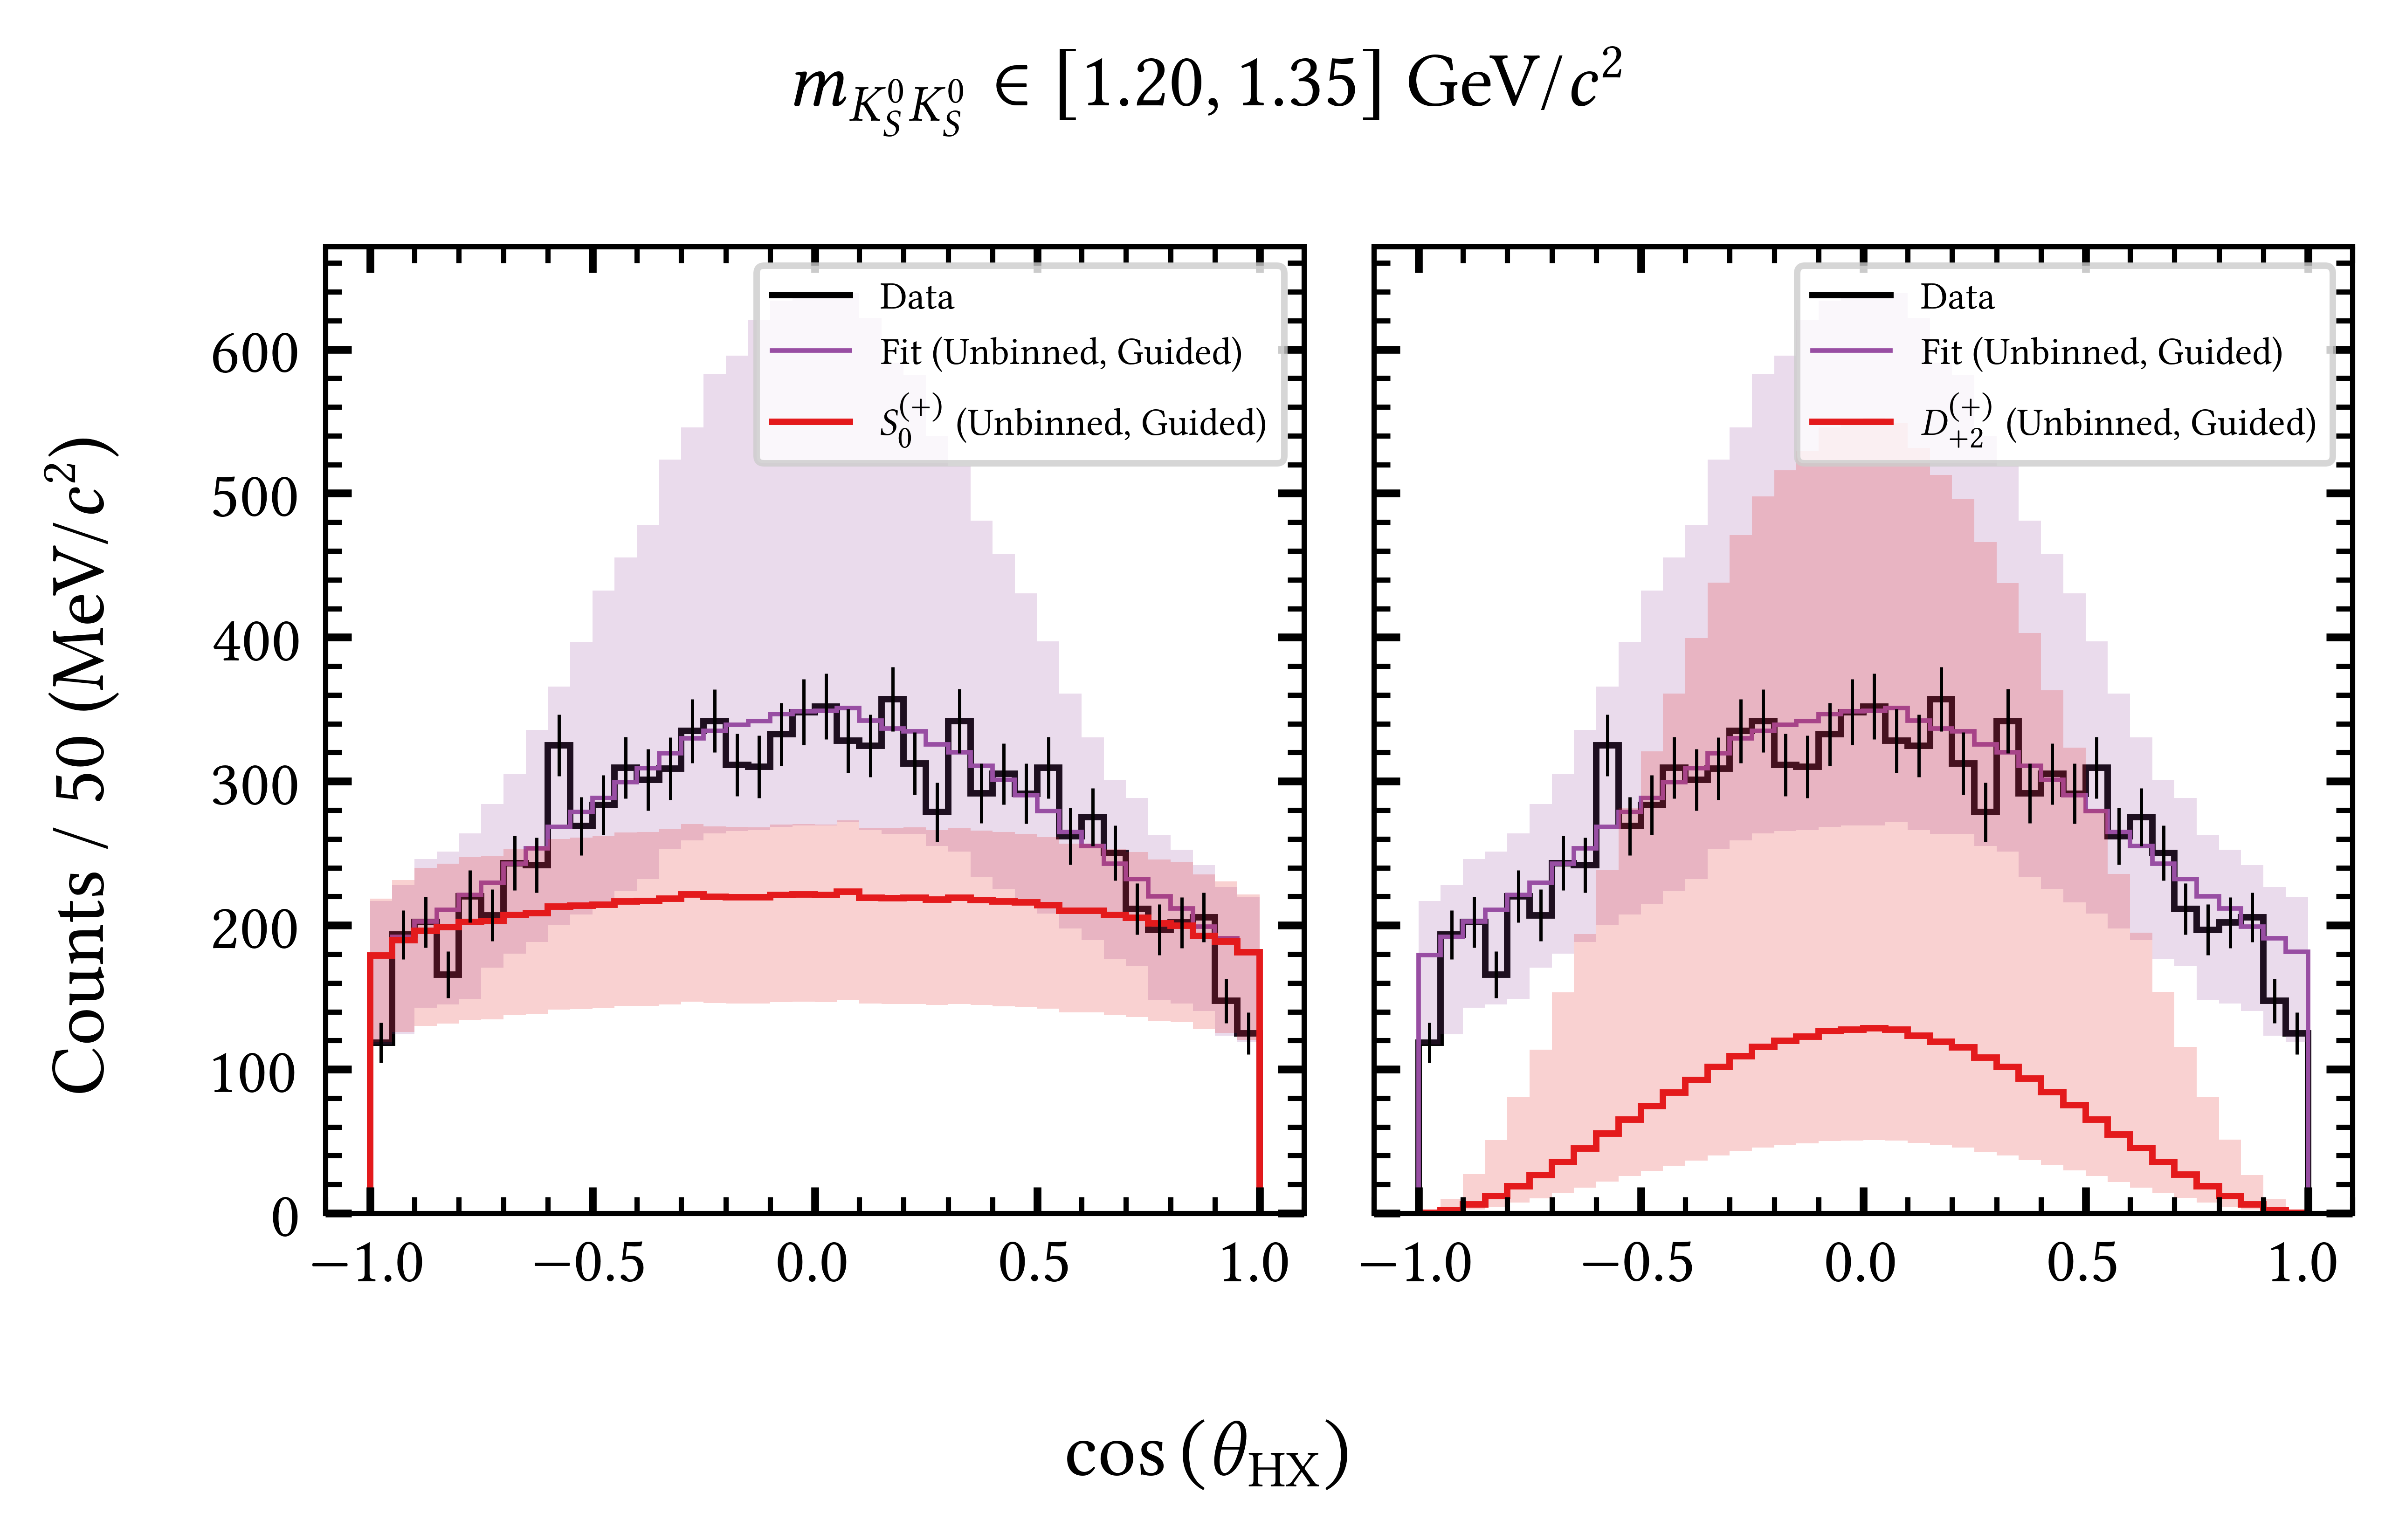 m_{K_S^0 K_S^0} ∈ [1.20, 1.35] GeV/c²
Counts / 50 (MeV/c²)
600
500
400
300
200
100
0
Data
Fit (Unbinned, Guided)
S_0^{(+)} (Unbinned, Guided)
−1.0 −0.5 0.0 0.5 1.0
Data
Fit (Unbinned, Guided)
D_{+2}^{(+)} (Unbinned, Guided)
−1.0 −0.5 0.0 0.5 1.0
cos (θ_{HX})